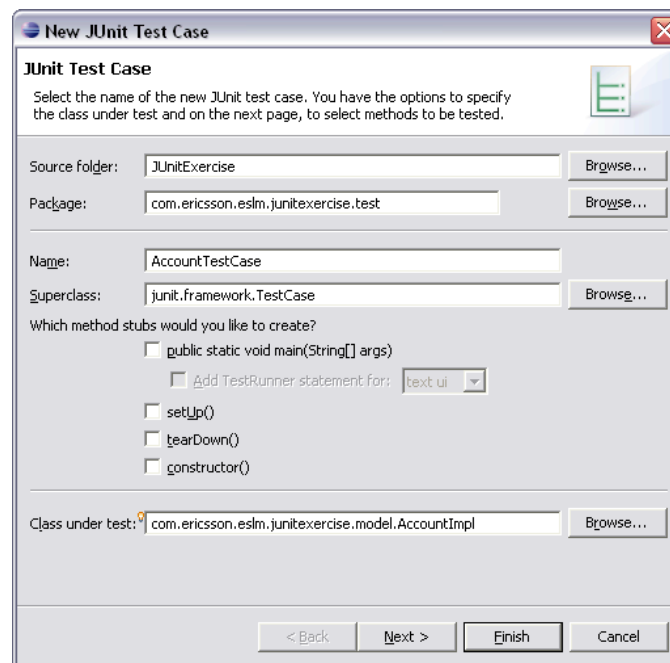 New JUnit Test Case
JUnit Test Case
Select the name of the new JUnit test case. You have the options to specify
the class under test and on the next page, to select methods to be tested.
Source folder: JUnitExercise Browse...
Package: com.ericsson.eslm.junitexercise.test Browse...
Name: AccountTestCase
Superclass: junit.framework.TestCase Browse...
Which method stubs would you like to create?
public static void main(String[] args)
Add TestRunner statement for: text ui
setUp()
tearDown()
constructor()
Class under test: com.ericsson.eslm.junitexercise.model.AccountImpl Browse...
< Back Next > Finish Cancel